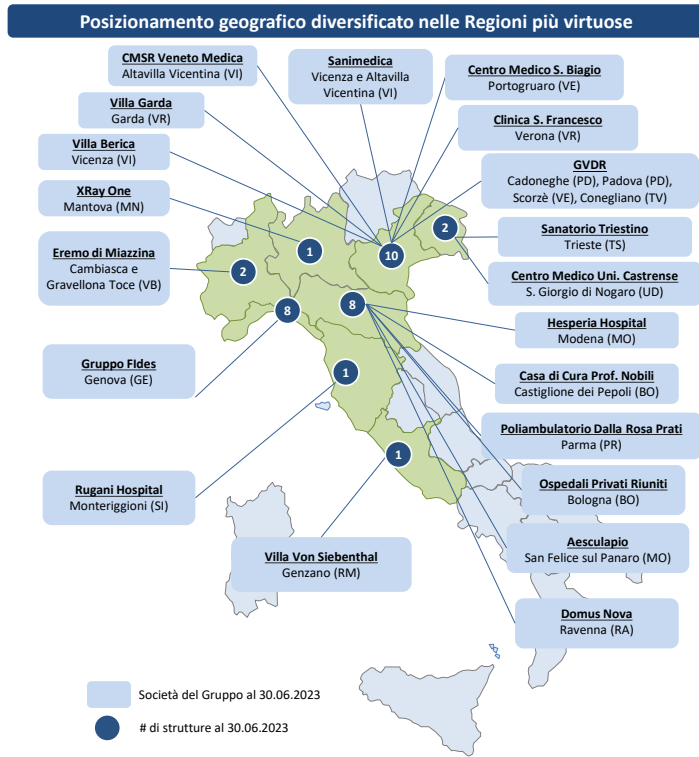 Posizionamento geografico diversificato nelle Regioni più virtuose
CMSR Veneto Medica
Altavilla Vicentina (VI)
Sanimedica
Vicenza e Altavilla
Vicentina (VI)
Centro Medico S. Biagio
Portogruaro (VE)
Villa Garda
Garda (VR)
Clinica S. Francesco
Verona (VR)
Villa Berica
Vicenza (VI)
GVDR
Cadoneghe (PD), Padova (PD),
Scorzè (VE), Conegliano (TV)
XRay One
Mantova (MN)
Sanatorio Triestino
Trieste (TS)
Eremo di Miazzina
Cambiasca e
Gravellona Toce (VB)
Centro Medico Uni. Castrense
S. Giorgio di Nogaro (UD)
Hesperia Hospital
Modena (MO)
Gruppo FIdes
Genova (GE)
Casa di Cura Prof. Nobili
Castiglione dei Pepoli (BO)
Poliambulatorio Dalla Rosa Prati
Parma (PR)
Rugani Hospital
Monteriggioni (SI)
Ospedali Privati Riuniti
Bologna (BO)
Villa Von Siebenthal
Genzano (RM)
Aesculapio
San Felice sul Panaro (MO)
Domus Nova
Ravenna (RA)
2
1
10
2
8
8
1
1
Società del Gruppo al 30.06.2023
# di strutture al 30.06.2023